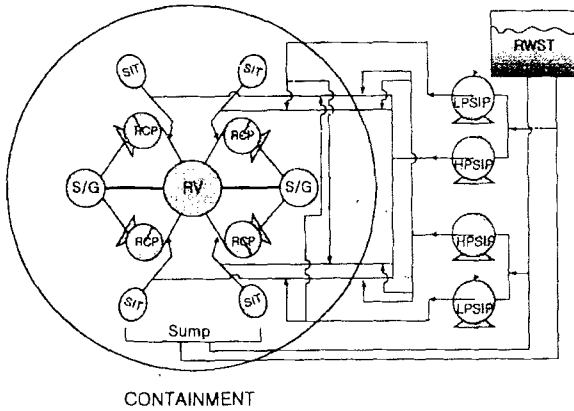 RWST
SIT SIT
LPSIP
RCP RCP
HPSIP
S/G RV S/G
RCP RCP
HPSIP
LPSIP
SIT SIT
Sump
CONTAINMENT